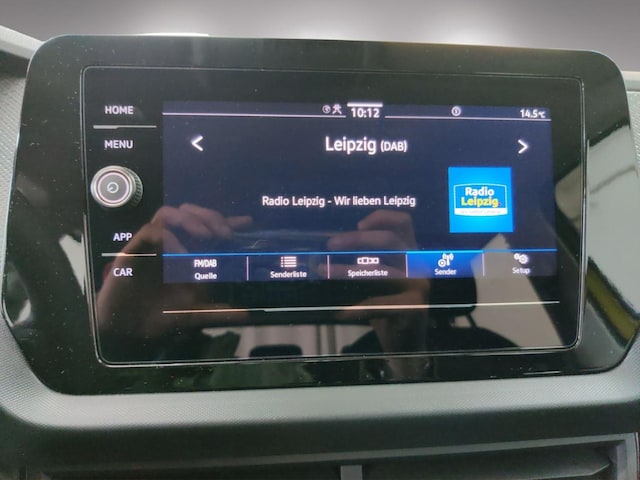 HOME
MENU
APP
CAR
10:12
14.5°C
Leipzig (DAB)
Radio Leipzig - Wir lieben Leipzig
Radio
Leipzig
FM/DAB
Quelle
Senderliste
Speicherliste
Sender
Setup